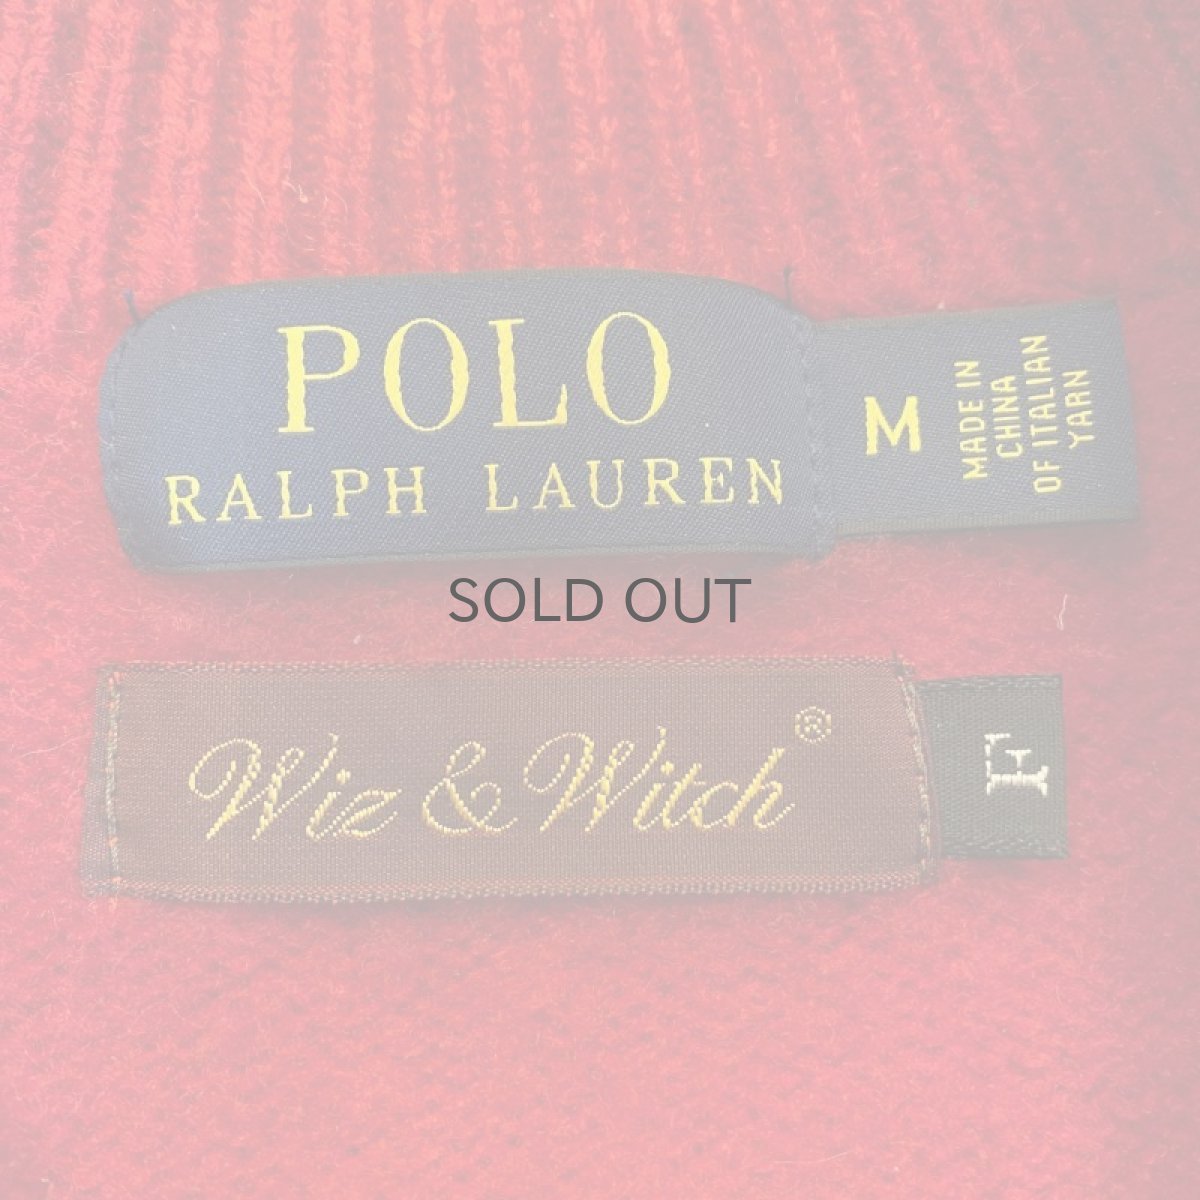 POLO
RALPH LAUREN
M
MADE IN
CHINA
OF ITALIAN
YARN
SOLD OUT
Wiz & Witch®
F